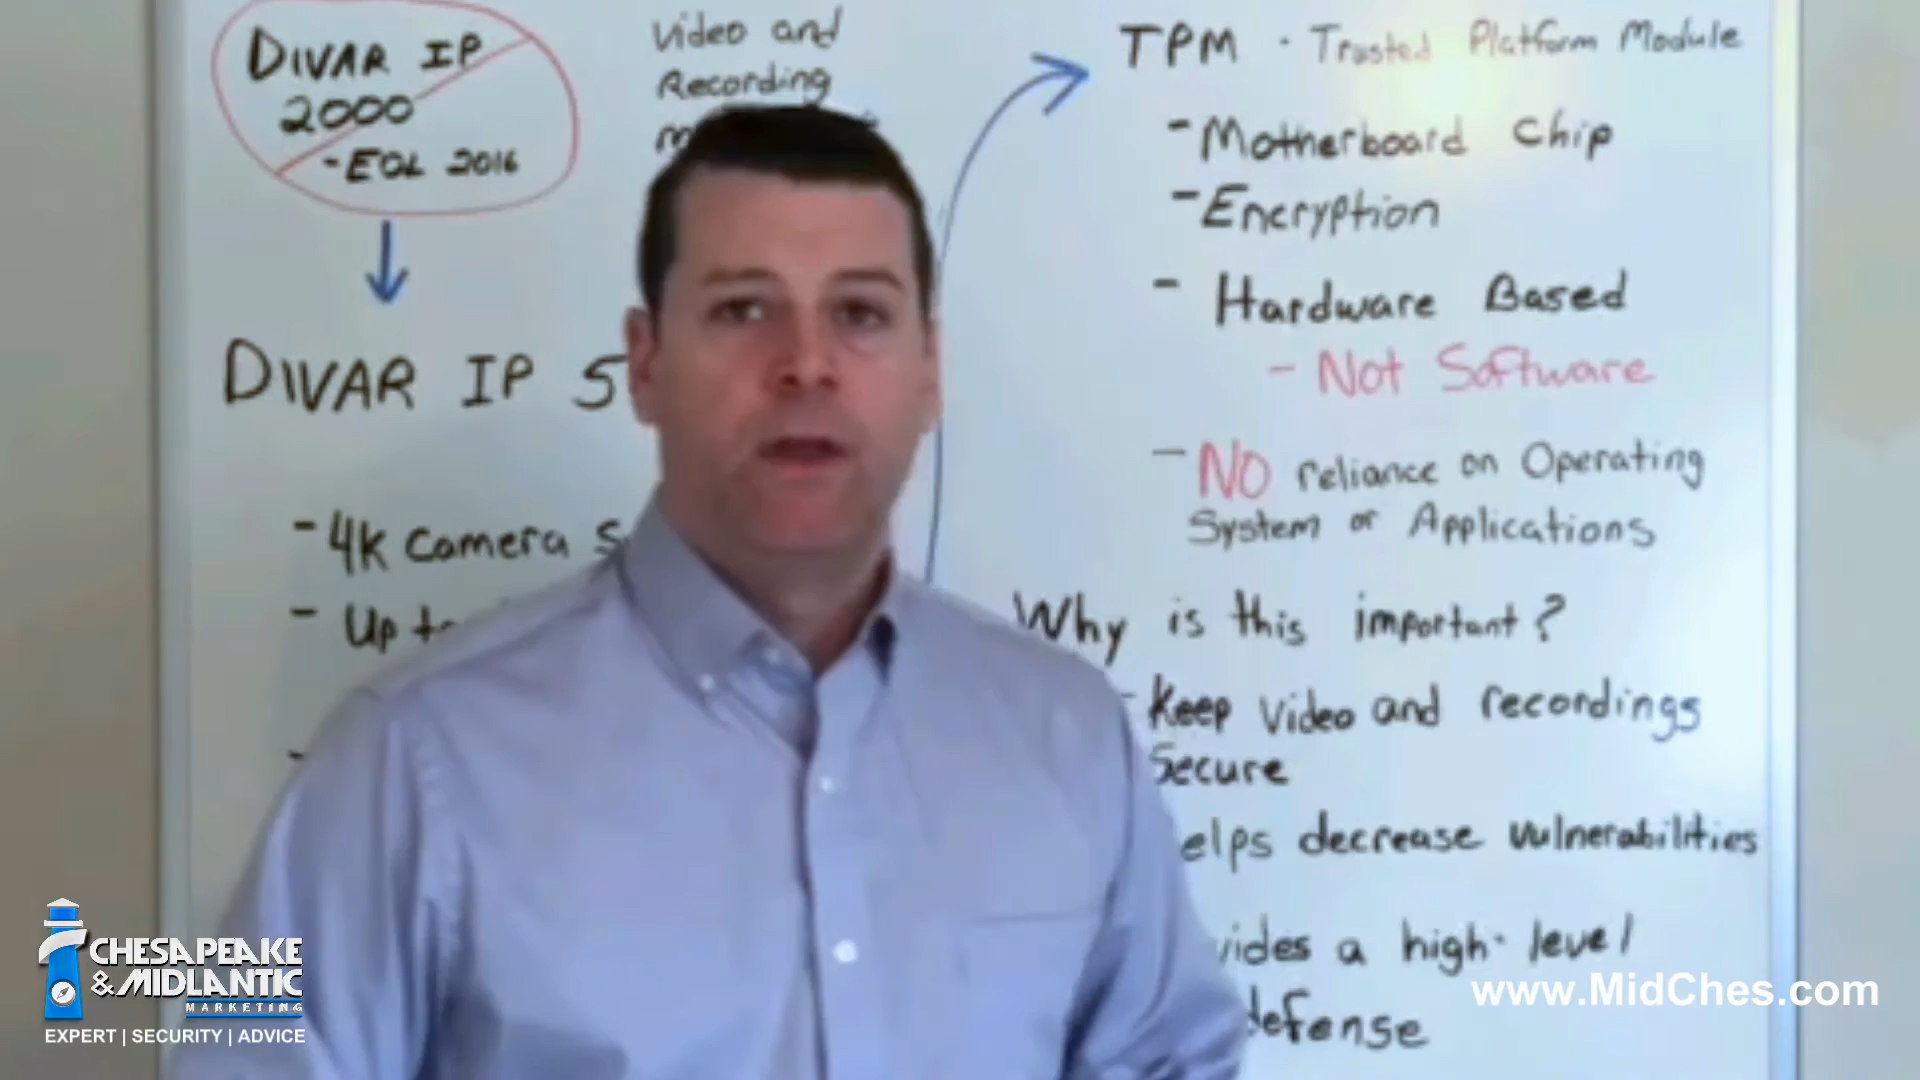 DIVAR IP
2000
- EOL 2016
DIVAR IP 5
- 4K Camera
- Up to
-
Video and
Recording
TPM · Trusted Platform Module
- Motherboard Chip
- Encryption
- Hardware Based
- Not Software
- NO reliance on Operating
System or Applications
Why is this important?
- Keep Video and recordings
Secure
elps decrease vulnerabilities
vides a high-level
defense
CHESAPEAKE
& MIDLANTIC
MARKETING
EXPERT | SECURITY | ADVICE
www.MidChes.com